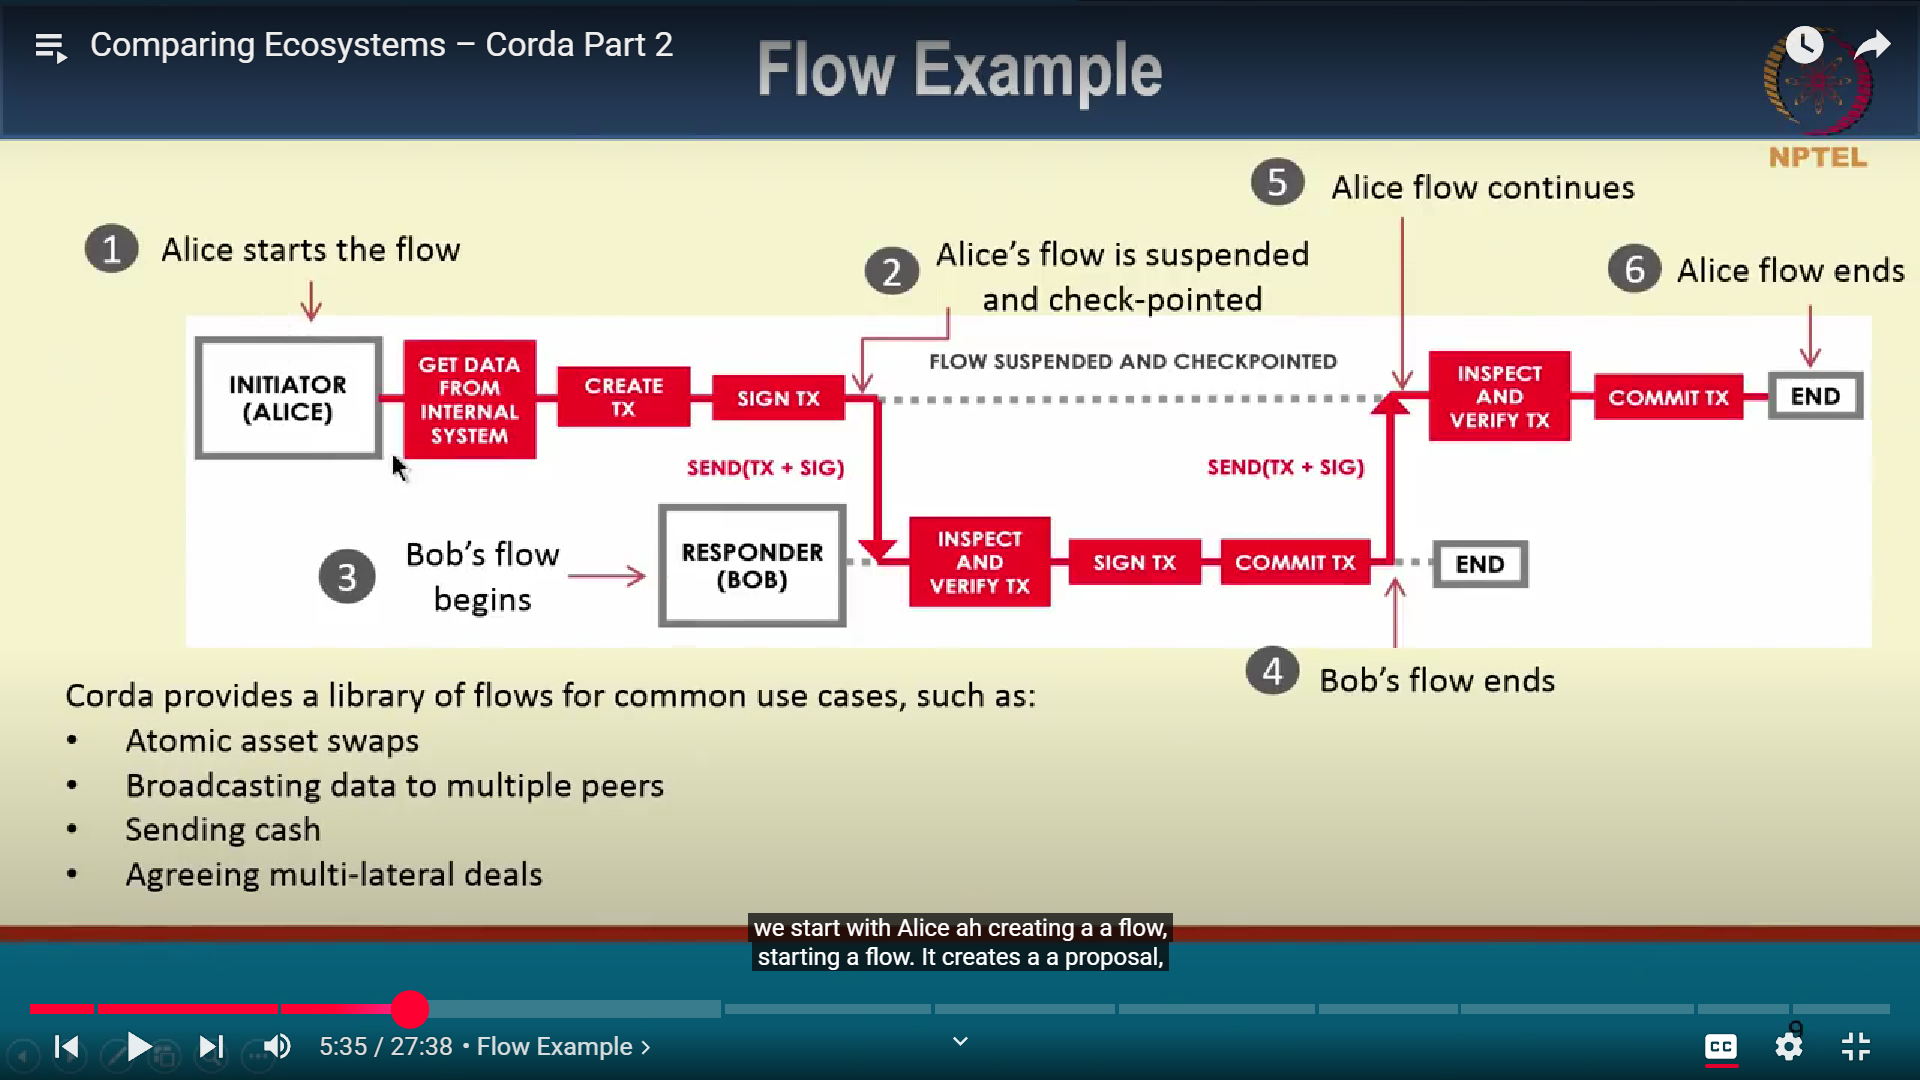 Comparing Ecosystems – Corda Part 2
Flow Example
NPTEL
5 Alice flow continues
1 Alice starts the flow
2 Alice's flow is suspended
and check-pointed
6 Alice flow ends
FLOW SUSPENDED AND CHECKPOINTED
INITIATOR
(ALICE)
GET DATA
FROM
INTERNAL
SYSTEM
CREATE
TX
SIGN TX
INSPECT
AND
VERIFY TX
COMMIT TX
END
SEND(TX + SIG)
SEND(TX + SIG)
3 Bob's flow
begins
RESPONDER
(BOB)
INSPECT
AND
VERIFY TX
SIGN TX
COMMIT TX
END
4 Bob's flow ends
Corda provides a library of flows for common use cases, such as:
• Atomic asset swaps
• Broadcasting data to multiple peers
• Sending cash
• Agreeing multi-lateral deals
we start with Alice ah creating a a flow,
starting a flow. It creates a a proposal,
9
5:35 / 27:38 • Flow Example
CC